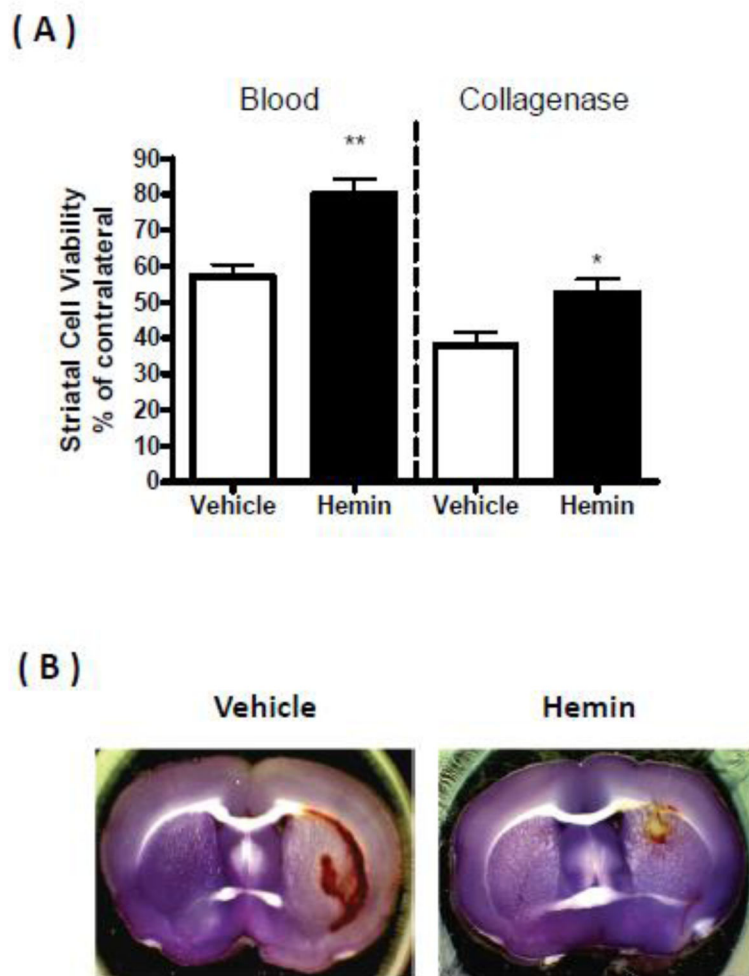 ( A )
Blood
Collagenase
**
*
Striatal Cell Viability
% of contralateral
90
80
70
60
50
40
30
20
10
0
Vehicle
Hemin
Vehicle
Hemin
( B )
Vehicle
Hemin